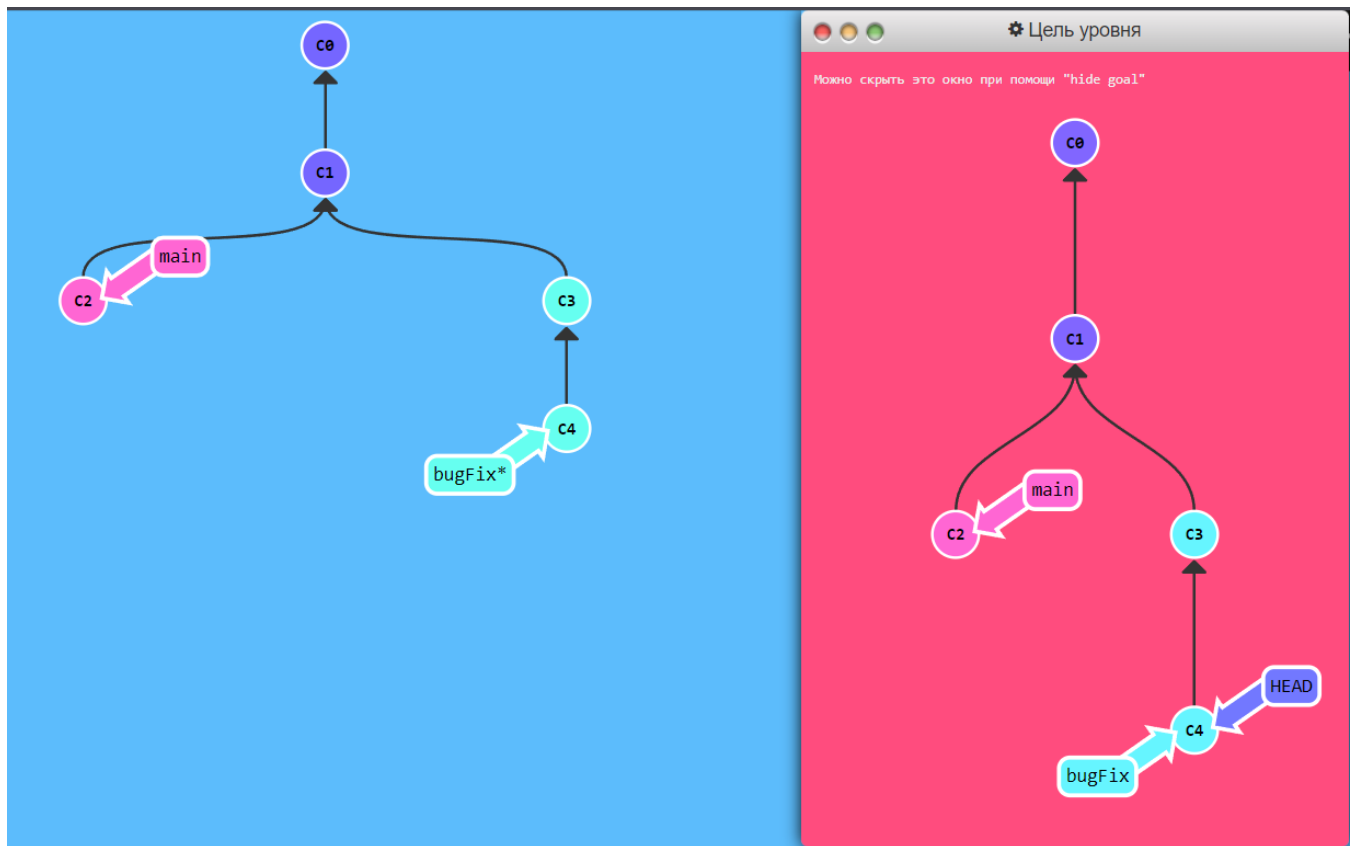 C0
C1
main
C2
C3
C4
bugFix*
Цель уровня
Можно скрыть это окно при помощи "hide goal"
C0
C1
main
C2
C3
HEAD
C4
bugFix